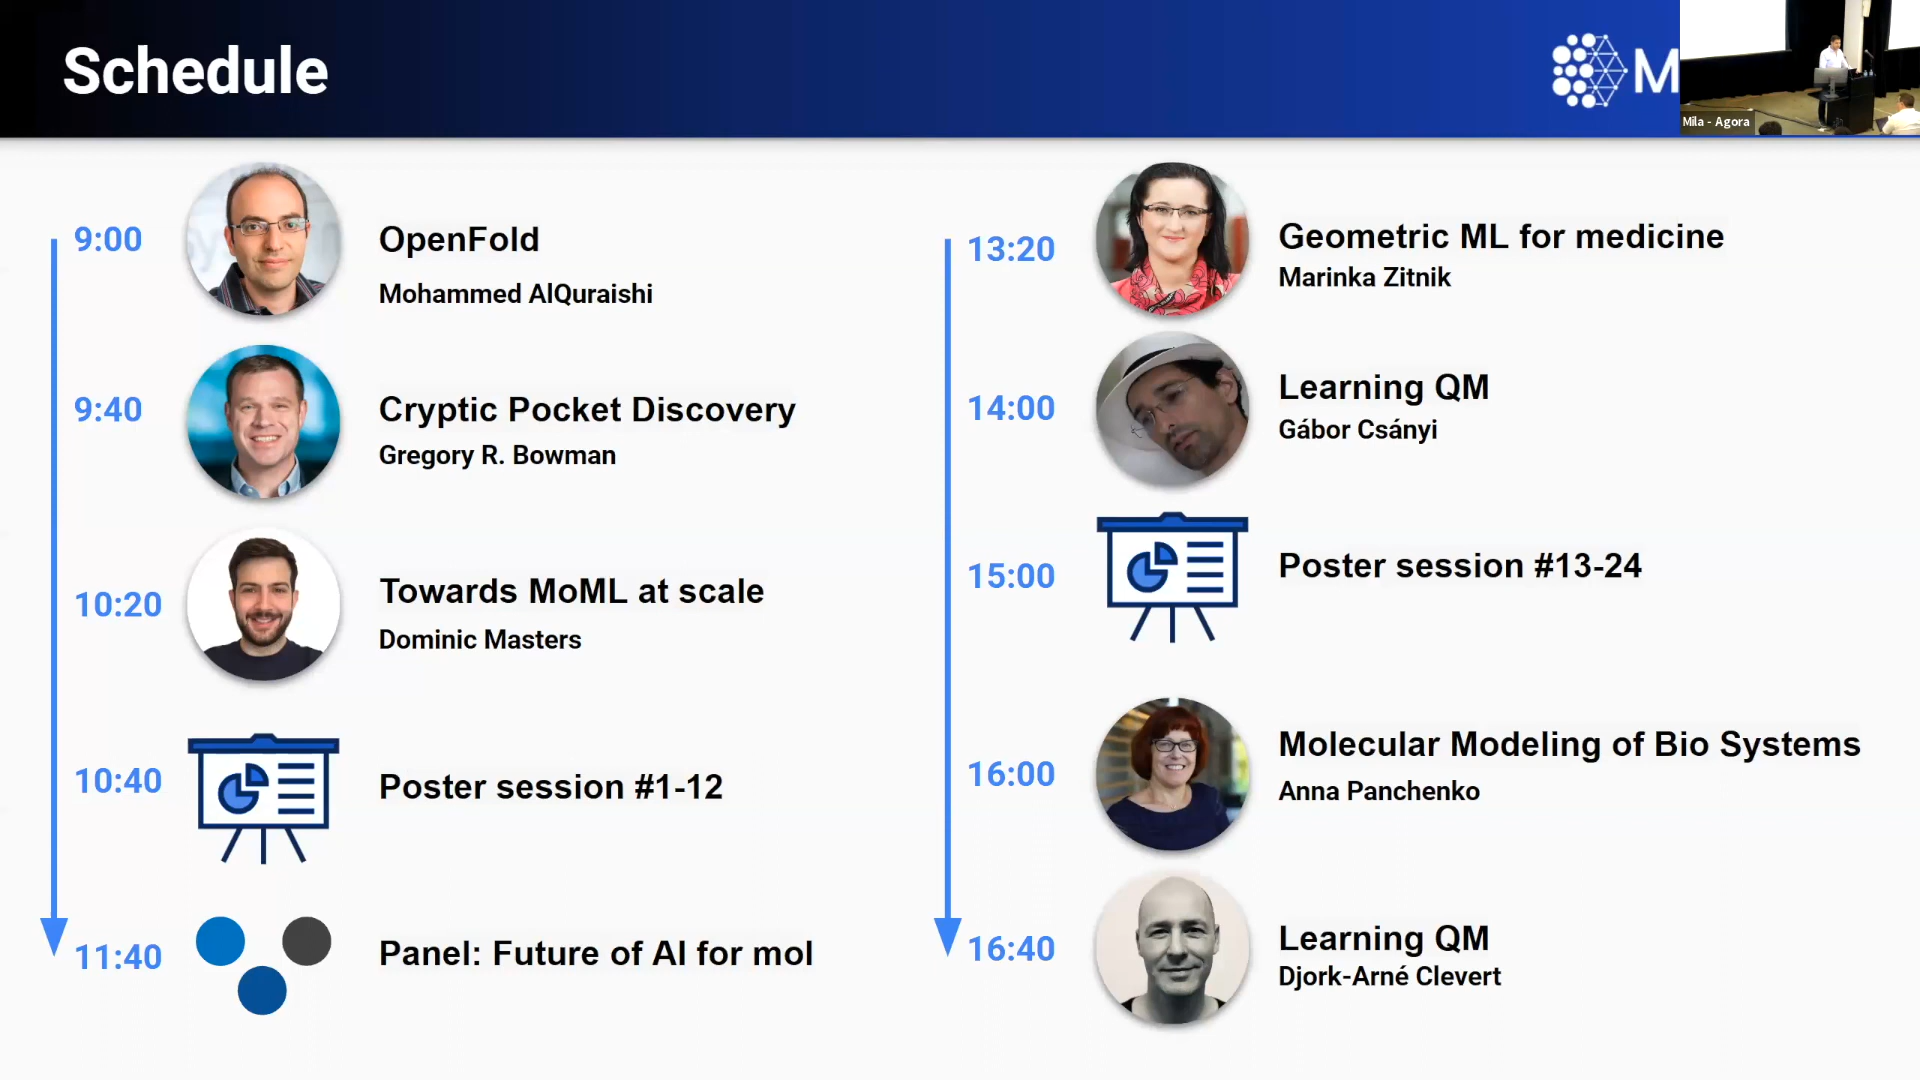 Schedule
M
Mila - Agora
9:00
OpenFold
Mohammed AlQuraishi
9:40
Cryptic Pocket Discovery
Gregory R. Bowman
10:20
Towards MoML at scale
Dominic Masters
10:40
Poster session #1-12
11:40
Panel: Future of AI for mol
13:20
Geometric ML for medicine
Marinka Zitnik
14:00
Learning QM
Gábor Csányi
15:00
Poster session #13-24
16:00
Molecular Modeling of Bio Systems
Anna Panchenko
16:40
Learning QM
Djork-Arné Clevert